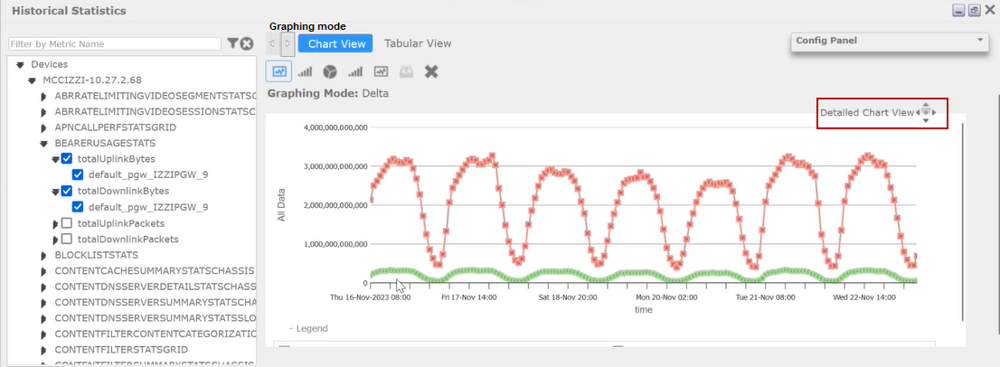 Historical Statistics
Filter by Metric Name
Devices
MCCIZZI-10.27.2.68
ABRRATELIMITINGVIDEOSEGMENTSTATSC
ABRRATELIMITINGVIDEOSESSIONSTATSC
APNCALLPERFSTATSGRID
BEARERUSAGESTATS
totalUplinkBytes
default_pgw_IZZIPGW_9
totalDownlinkBytes
default_pgw_IZZIPGW_9
totalUplinkPackets
totalDownlinkPackets
BLOCKLISTSTATS
CONTENTCACHESUMMARYSTATSCHASSIS
CONTENTDNSSERVERDETAILSTATSCHASS
CONTENTDNSSERVERSUMMARYSTATSCHA
CONTENTDNSSERVERSUMMARYSTATSSLO
CONTENTFILTERCONTENTCATEGORIZATIO
CONTENTFILTERSTATSGRID
CONTENTFILTERSTATSGRIDCHASSIS
Graphing mode
Chart View
Tabular View
Config Panel
Graphing Mode: Delta
Detailed Chart View
4,000,000,000,000
3,000,000,000,000
2,000,000,000,000
1,000,000,000,000
0
All Data
Thu 16-Nov-2023 08:00
Fri 17-Nov 14:00
Sat 18-Nov 20:00
Mon 20-Nov 02:00
Tue 21-Nov 08:00
Wed 22-Nov 14:00
time
- Legend